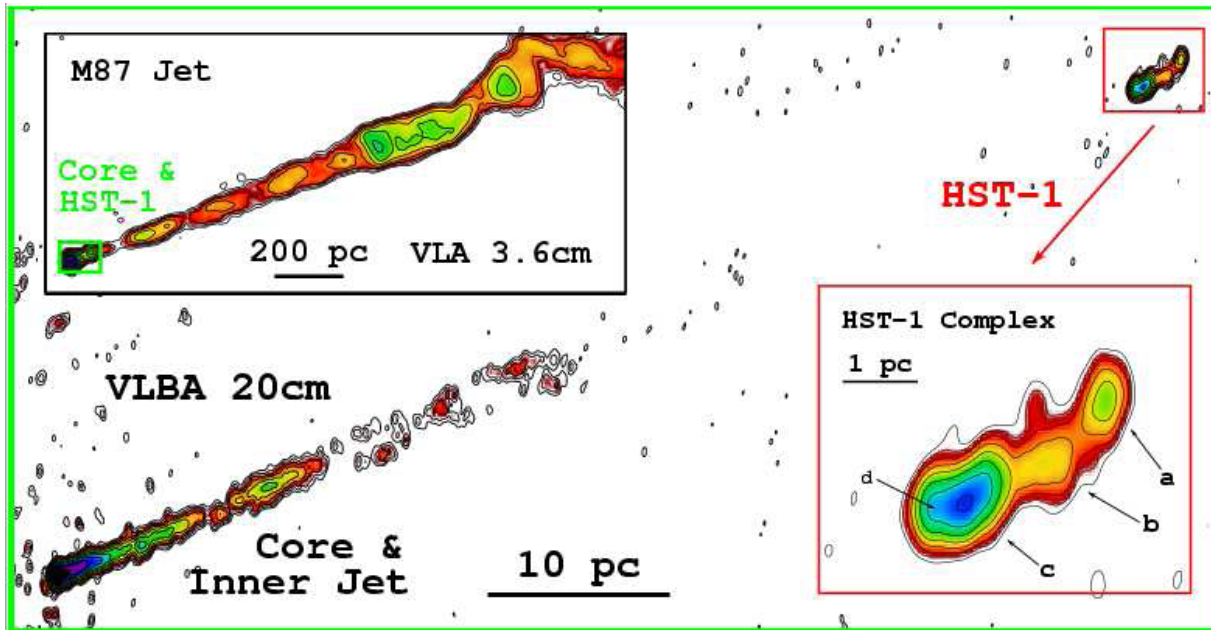 M87 Jet
Core &
HST-1
200 pc
VLA 3.6cm
HST-1
VLBA 20cm
Core &
Inner Jet
10 pc
HST-1 Complex
1 pc
a
d
b
c